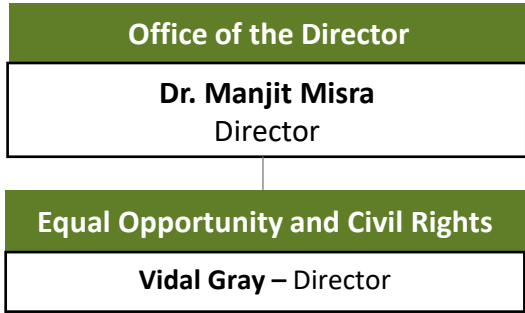 Office of the Director
Dr. Manjit Misra
Director
Equal Opportunity and Civil Rights
Vidal Gray – Director